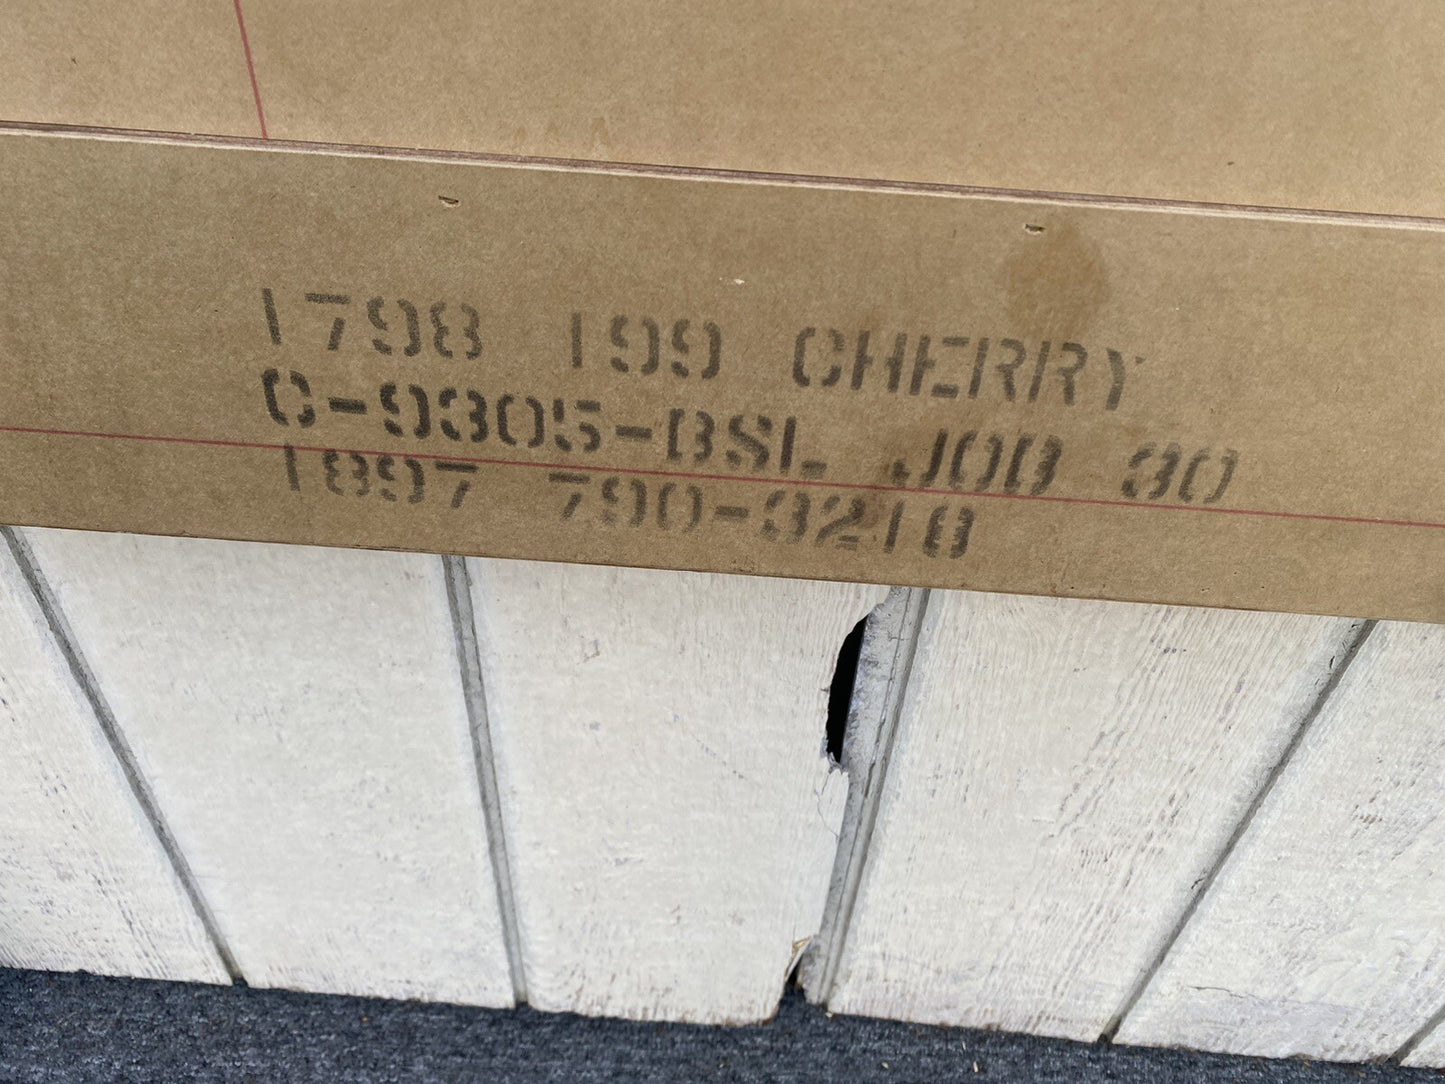 1798 199 CHERRY
C-9305-BSL JOB 30
1897 790-3218